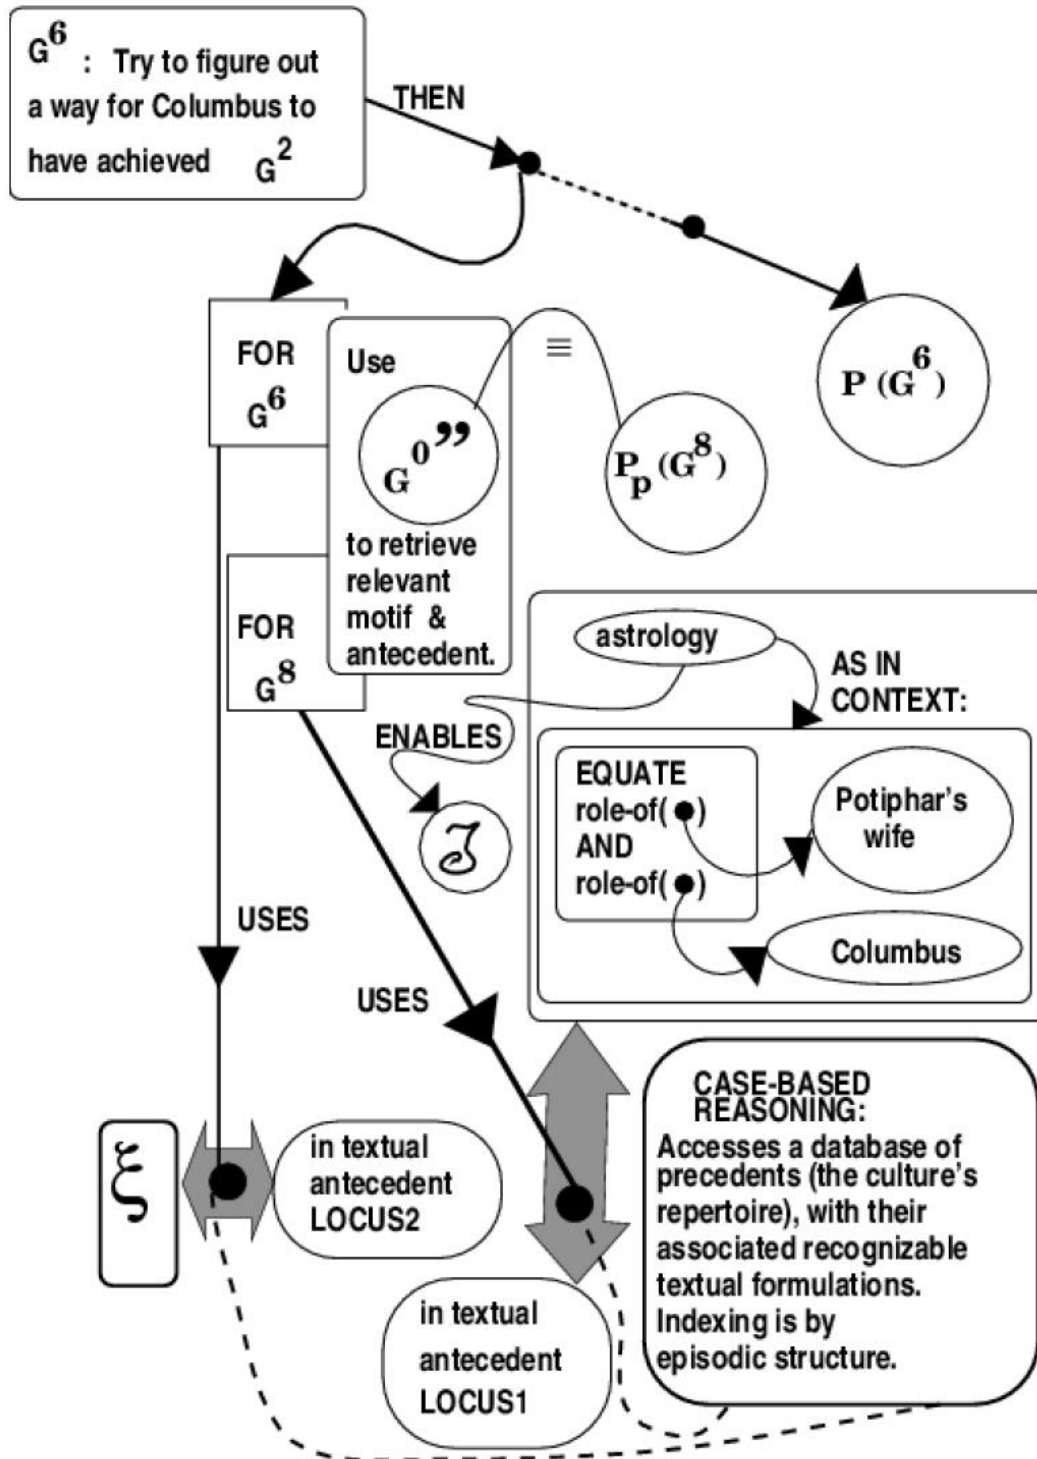 G⁶ : Try to figure out
a way for Columbus to
have achieved G²
THEN
FOR
G⁶
Use
G⁰”
to retrieve
relevant
motif &
antecedent.
≡
Pₚ (G⁸)
P (G⁶)
FOR
G⁸
astrology
AS IN
CONTEXT:
ENABLES
ℑ
EQUATE
role-of(●)
AND
role-of(●)
Potiphar's
wife
Columbus
USES
USES
ξ
in textual
antecedent
LOCUS2
in textual
antecedent
LOCUS1
CASE-BASED
REASONING:
Accesses a database of
precedents (the culture's
repertoire), with their
associated recognizable
textual formulations.
Indexing is by
episodic structure.